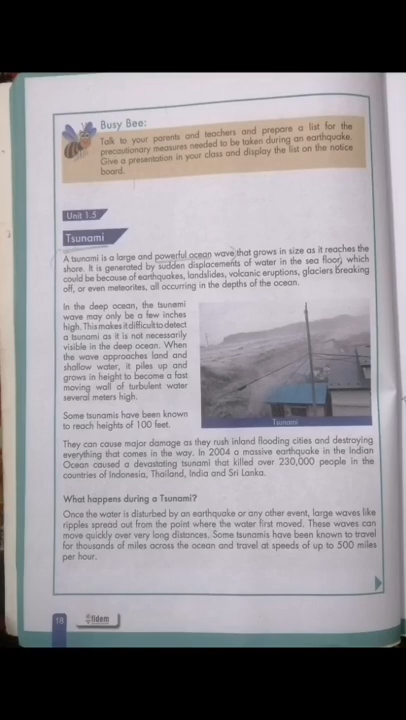 Busy Bee:
Talk to your parents and teachers and prepare a list for the
precautionary measures needed to be taken during an earthquake.
Give a presentation in your class and display the list on the notice
board.
Unit 1.5
Tsunami
A tsunami is a large and powerful ocean wave that grows in size as it reaches the
shore. It is generated by sudden displacements of water in the sea floor, which
could be because of earthquakes, landslides, volcanic eruptions, glaciers breaking
off, or even meteorites, all occurring in the depths of the ocean.
In the deep ocean, the tsunami
wave may only be a few inches
high. This makes it difficult to detect
a tsunami as it is not necessarily
visible in the deep ocean. When
the wave approaches land and
shallow water, it piles up and
grows in height to become a fast
moving wall of turbulent water
several meters high.
Some tsunamis have been known
to reach heights of 100 feet.
Tsunami
They can cause major damage as they rush inland flooding cities and destroying
everything that comes in the way. In 2004 a massive earthquake in the Indian
Ocean caused a devastating tsunami that killed over 230,000 people in the
countries of Indonesia, Thailand, India and Sri Lanka.
What happens during a Tsunami?
Once the water is disturbed by an earthquake or any other event, large waves like
ripples spread out from the point where the water first moved. These waves can
move quickly over very long distances. Some tsunamis have been known to travel
for thousands of miles across the ocean and travel at speeds of up to 500 miles
per hour.
18